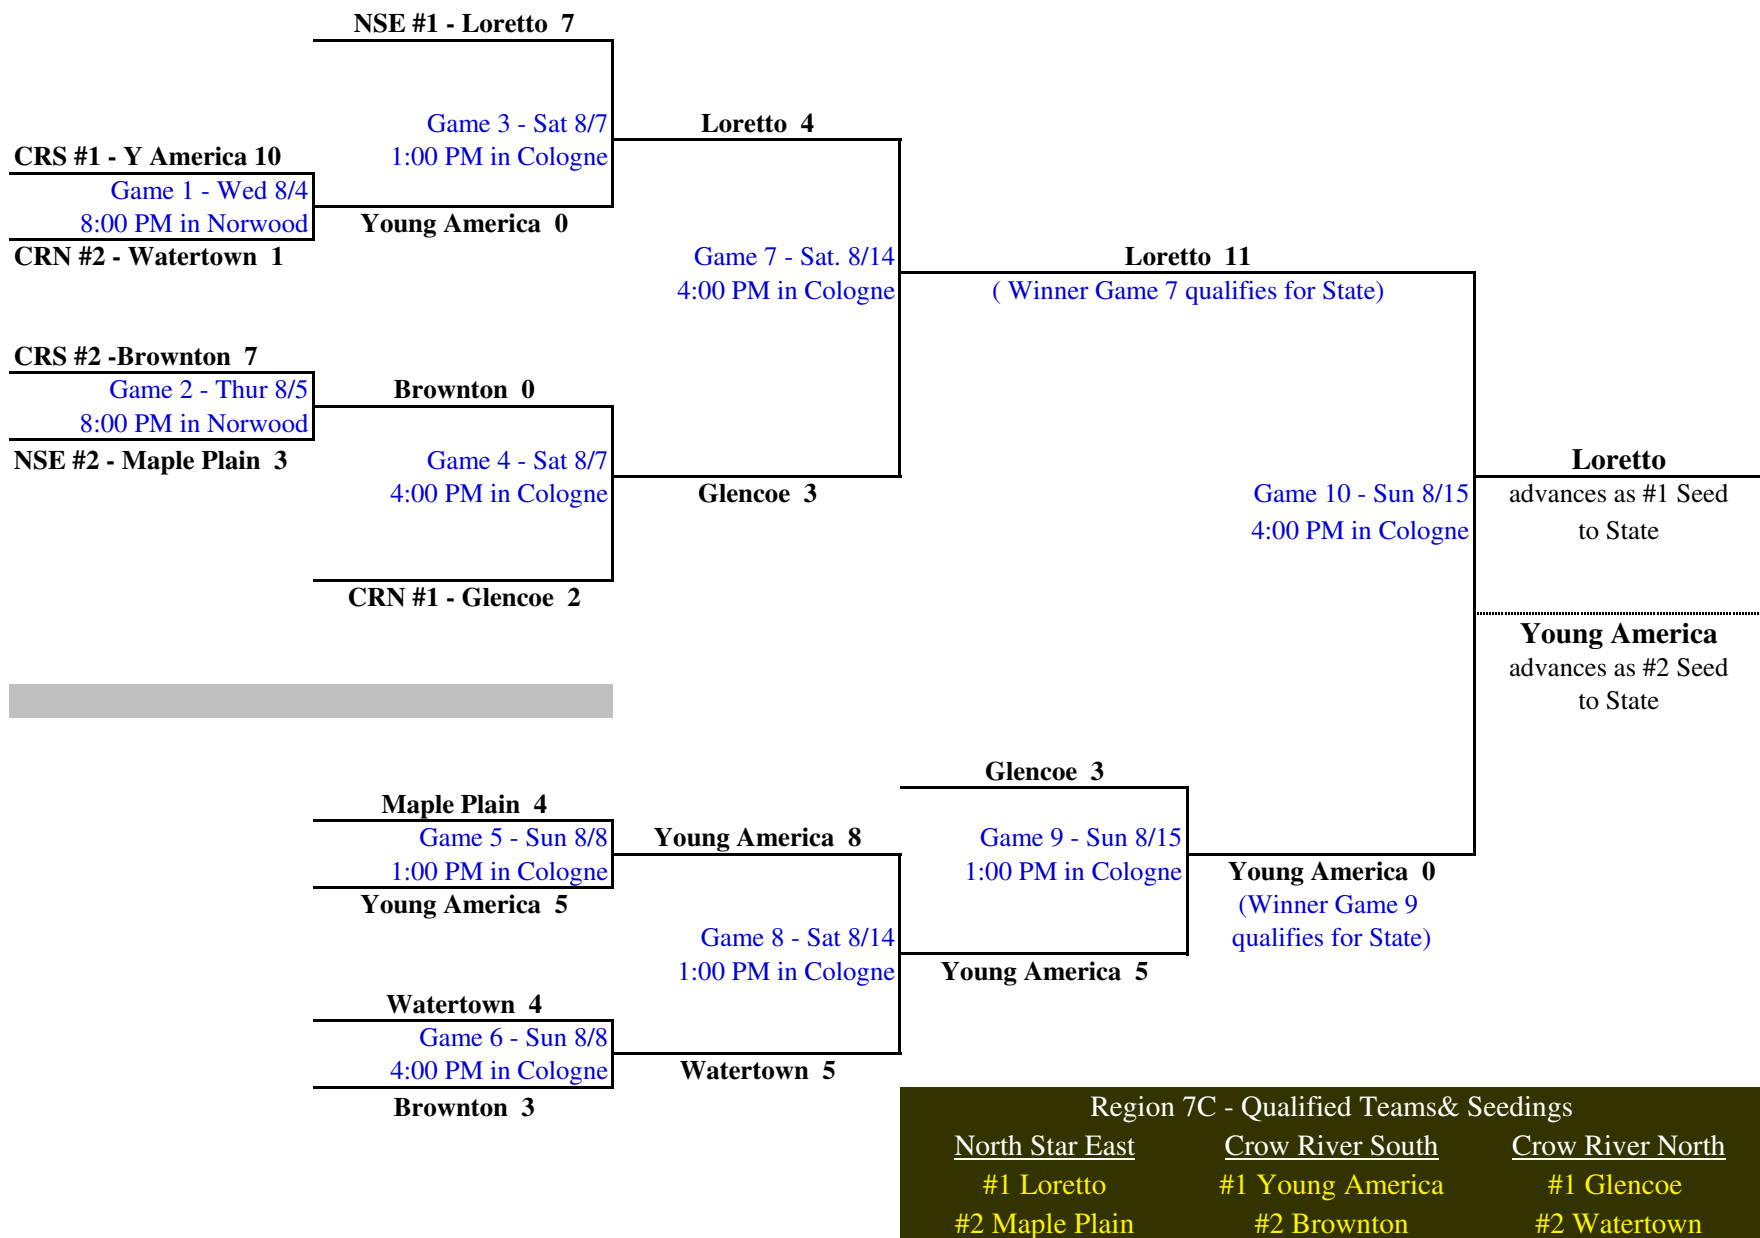 NSE #1 - Loretto 7
Game 3 - Sat 8/7
1:00 PM in Cologne
Loretto 4
CRS #1 - Y America 10
Game 1 - Wed 8/4
8:00 PM in Norwood
CRN #2 - Watertown 1
Young America 0
Game 7 - Sat. 8/14
4:00 PM in Cologne
Loretto 11
( Winner Game 7 qualifies for State)
CRS #2 -Brownton 7
Game 2 - Thur 8/5
8:00 PM in Norwood
NSE #2 - Maple Plain 3
Brownton 0
Game 4 - Sat 8/7
4:00 PM in Cologne
Glencoe 3
CRN #1 - Glencoe 2
Game 10 - Sun 8/15
4:00 PM in Cologne
Loretto
advances as #1 Seed
to State
Young America
advances as #2 Seed
to State
Maple Plain 4
Game 5 - Sun 8/8
1:00 PM in Cologne
Young America 5
Young America 8
Glencoe 3
Game 9 - Sun 8/15
1:00 PM in Cologne
Young America 0
(Winner Game 9
qualifies for State)
Game 8 - Sat 8/14
1:00 PM in Cologne
Young America 5
Watertown 4
Game 6 - Sun 8/8
4:00 PM in Cologne
Brownton 3
Watertown 5
Region 7C - Qualified Teams& Seedings
North Star East Crow River South Crow River North
#1 Loretto #1 Young America #1 Glencoe
#2 Maple Plain #2 Brownton #2 Watertown